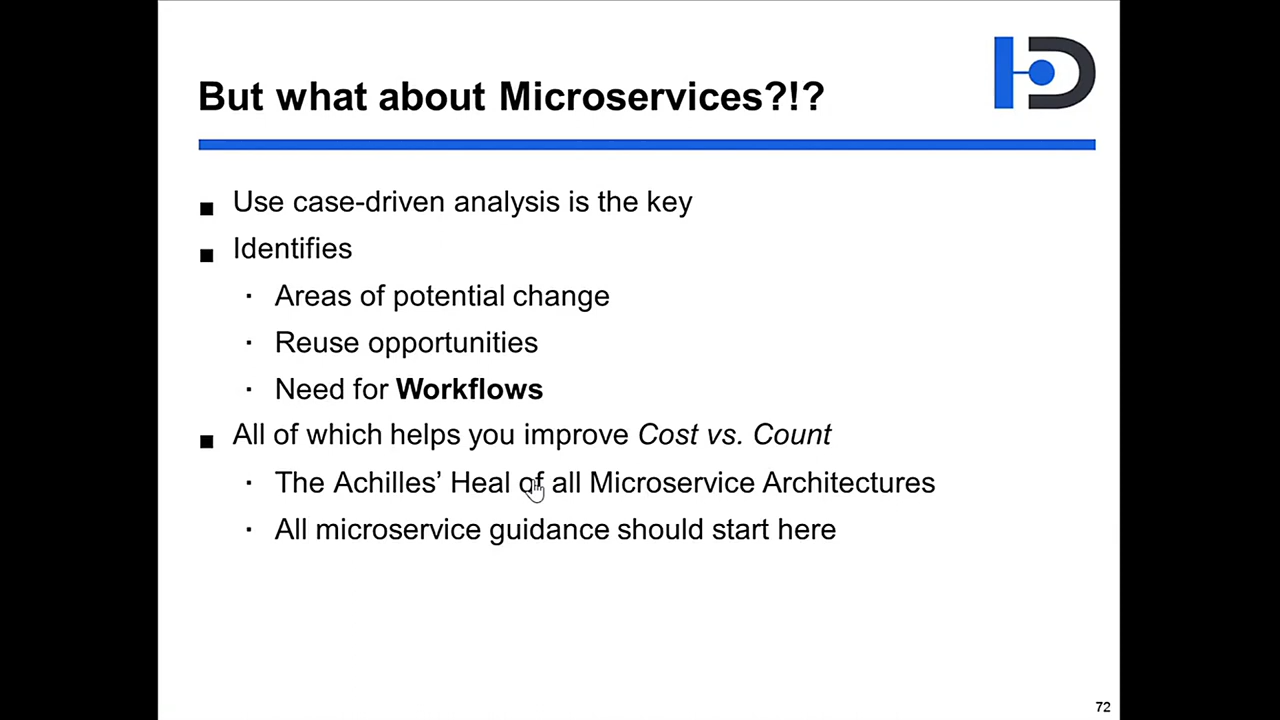 But what about Microservices?!?
Use case-driven analysis is the key
Identifies
Areas of potential change
Reuse opportunities
Need for Workflows
All of which helps you improve Cost vs. Count
The Achilles’ Heal of all Microservice Architectures
All microservice guidance should start here
72